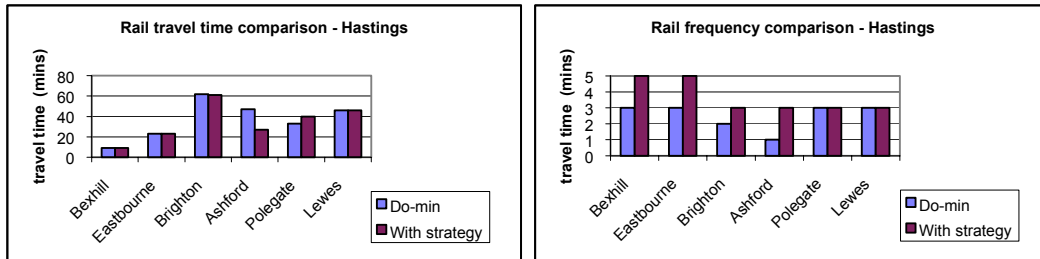 Rail travel time comparison - Hastings
travel time (mins)
80
60
40
20
0
Bexhill
Eastbourne
Brighton
Ashford
Polegate
Lewes
Do-min
With strategy
Rail frequency comparison - Hastings
travel time (mins)
5
4
3
2
1
0
Bexhill
Eastbourne
Brighton
Ashford
Polegate
Lewes
Do-min
With strategy